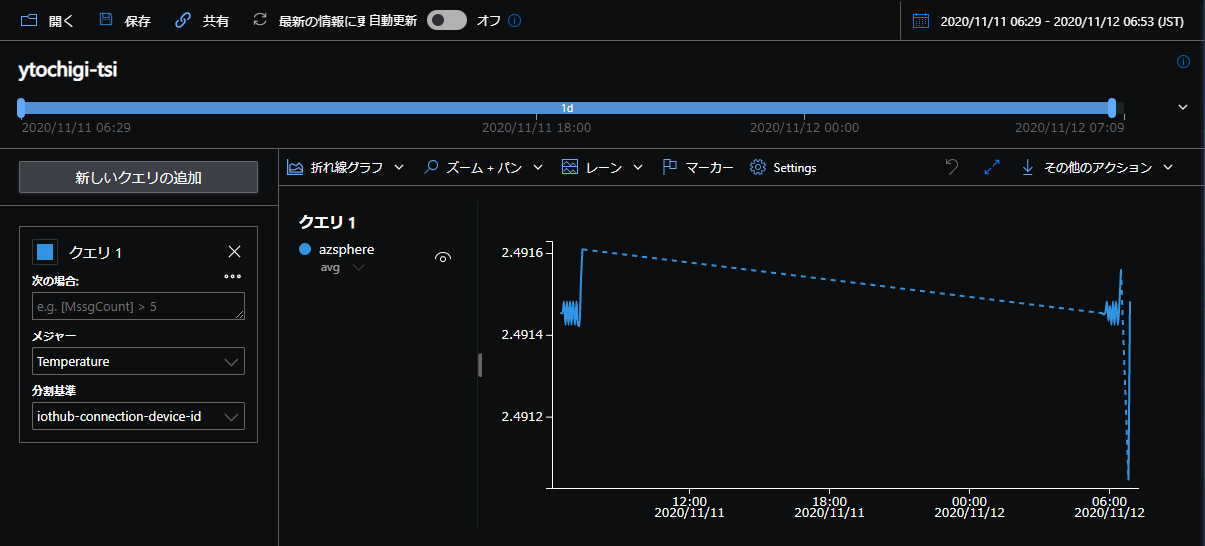 開く 保存 共有 最新の情報に更 自動更新 オフ 2020/11/11 06:29 - 2020/11/12 06:53 (JST)
ytochigi-tsi
1d
2020/11/11 06:29 2020/11/11 18:00 2020/11/12 00:00 2020/11/12 07:09
新しいクエリの追加
クエリ 1
次の場合:
e.g. [MssgCount] > 5
メジャー
Temperature
分割基準
iothub-connection-device-id
折れ線グラフ ズーム + パン レーン マーカー Settings その他のアクション
クエリ 1
azsphere
avg
2.4916
2.4914
2.4912
12:00 18:00 00:00 06:00
2020/11/11 2020/11/11 2020/11/12 2020/11/12